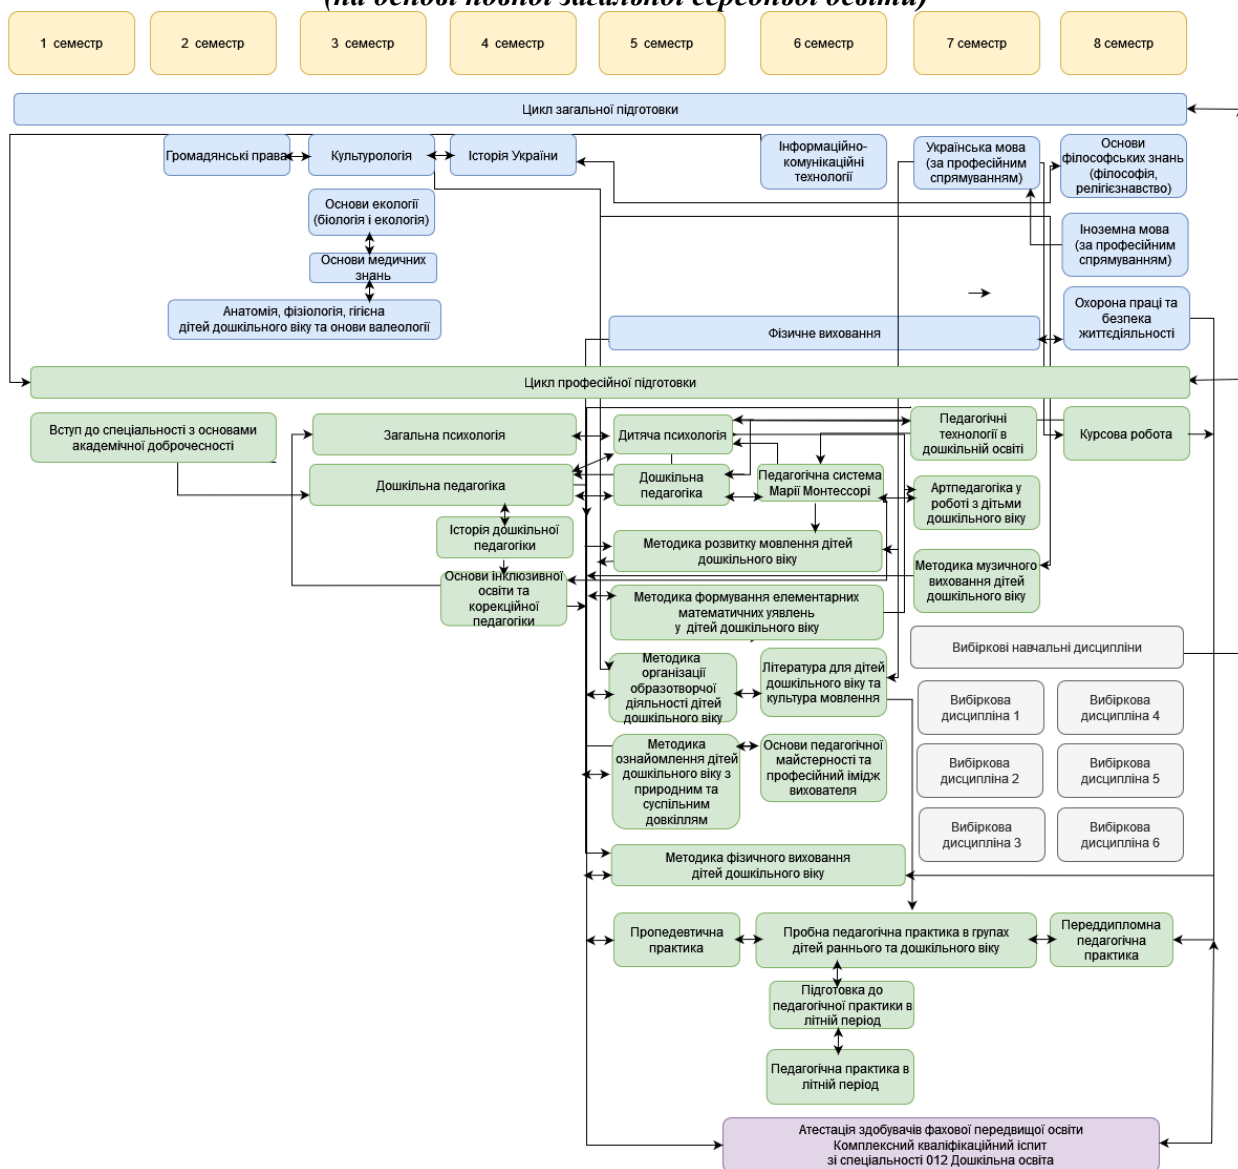 (на основі повної загальної середньої освіти)
1 семестр
2 семестр
3 семестр
4 семестр
5 семестр
6 семестр
7 семестр
8 семестр
Цикл загальної підготовки
Громадянські права
Культурологія
Історія України
Інформаційно-
комунікаційні
технології
Українська мова
(за професійним
спрямуванням)
Основи
філософських знань
(філософія,
релігієзнавство)
Основи екології
(біологія і екологія)
Іноземна мова
(за професійним
спрямуванням)
Основи медичних
знань
Анатомія, фізіологія, гігієна
дітей дошкільного віку та онови валеології
Фізичне виховання
Охорона праці та
безпека
життєдіяльності
Цикл професійної підготовки
Вступ до спеціальності з основами
академічної доброчесності
Загальна психологія
Дитяча психологія
Педагогічні
технології в
дошкільній освіті
Курсова робота
Дошкільна педагогіка
Дошкільна
педагогіка
Педагогічна система
Марії Монтессорі
Артпедагогіка у
роботі з дітьми
дошкільного віку
Історія дошкільної
педагогіки
Методика розвитку мовлення дітей
дошкільного віку
Основи інклюзивної
освіти та
корекційної
педагогіки
Методика музичного
виховання дітей
дошкільного віку
Методика формування елементарних
математичних уявлень
у дітей дошкільного віку
Вибіркові навчальні дисципліни
Методика
організації
образотворчої
діяльності дітей
дошкільного віку
Література для дітей
дошкільного віку та
культура мовлення
Вибіркова
дисципліна 1
Вибіркова
дисципліна 4
Методика
ознайомлення дітей
дошкільного віку з
природним та
суспільним
довкіллям
Основи педагогічної
майстерності та
професійний імідж
вихователя
Вибіркова
дисципліна 2
Вибіркова
дисципліна 5
Вибіркова
дисципліна 3
Вибіркова
дисципліна 6
Методика фізичного виховання
дітей дошкільного віку
Пропедевтична
практика
Пробна педагогічна практика в групах
дітей раннього та дошкільного віку
Переддипломна
педагогічна
практика
Підготовка до
педагогічної практики в
літній період
Педагогічна практика в
літній період
Атестація здобувачів фахової передвищої освіти
Комплексний кваліфікаційний іспит
зі спеціальності 012 Дошкільна освіта